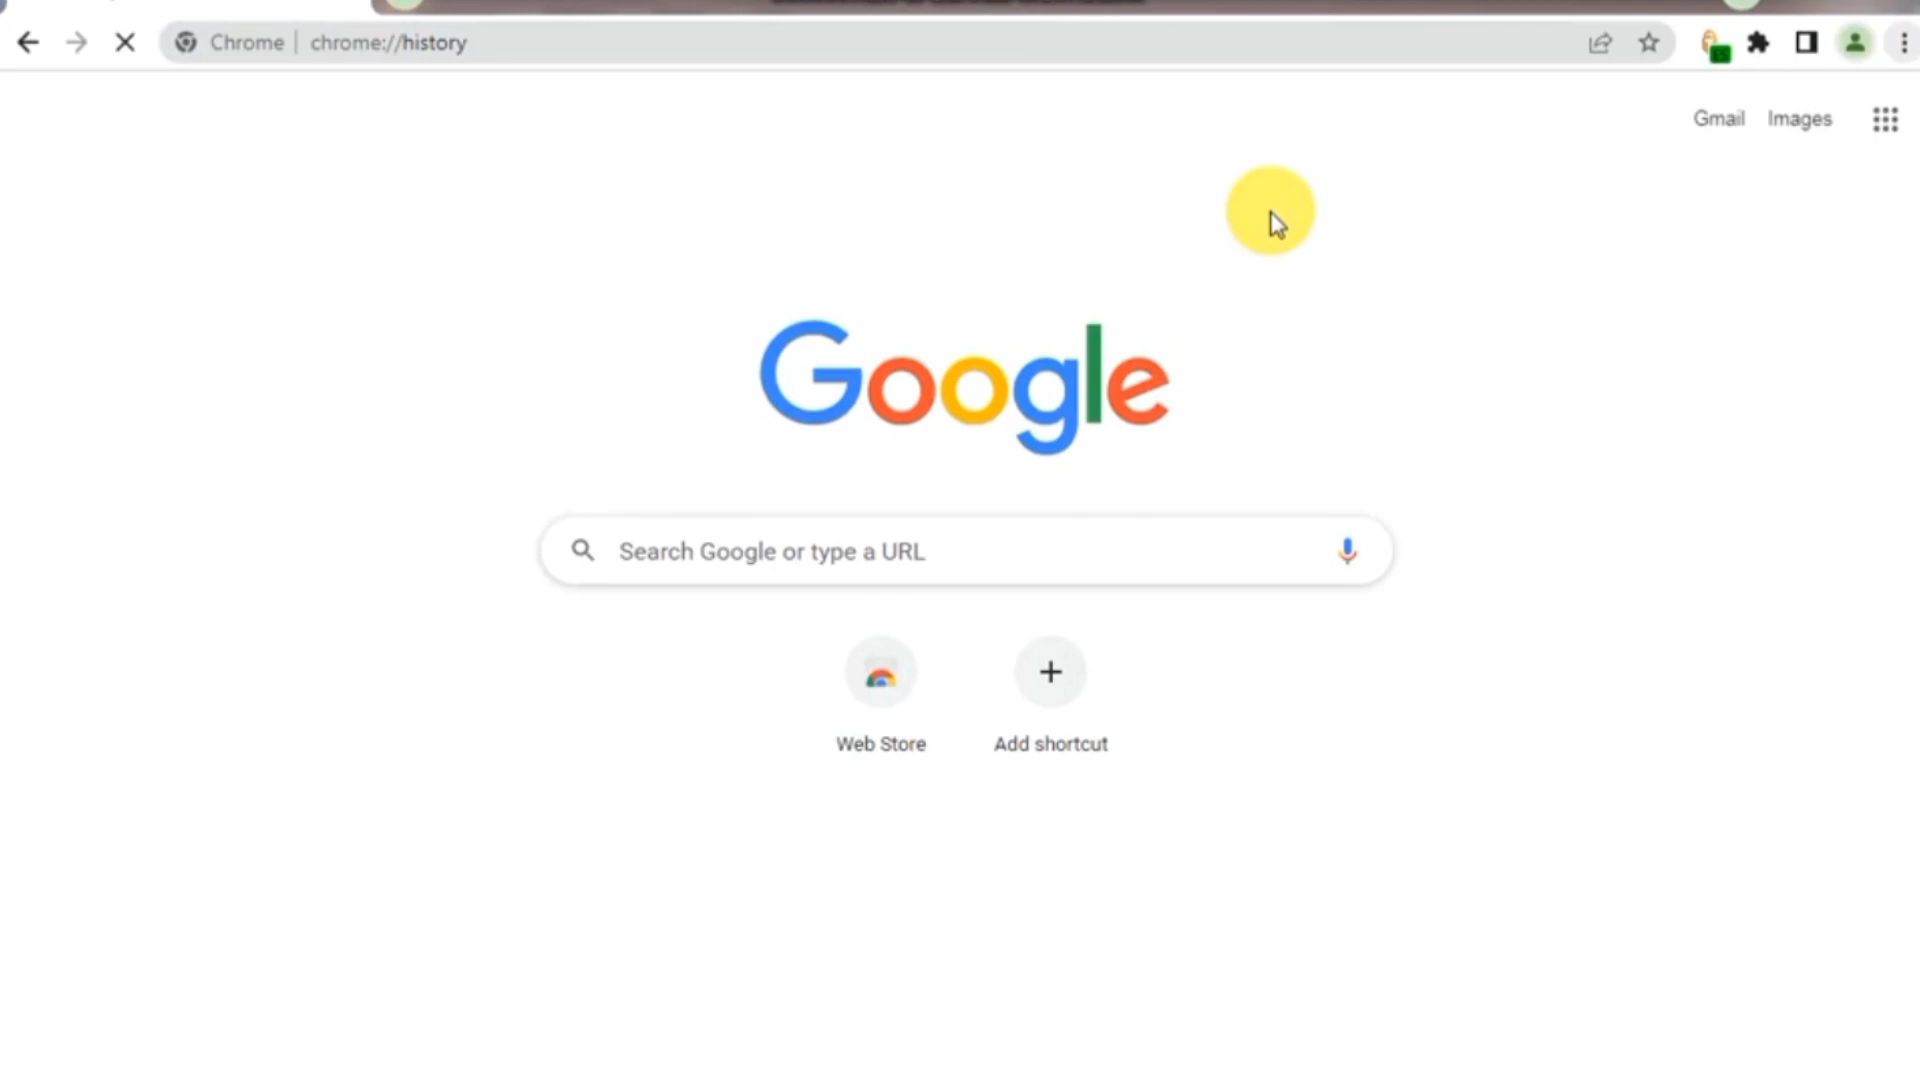 Chrome | chrome://history
Gmail Images
Google
Search Google or type a URL
Web Store Add shortcut